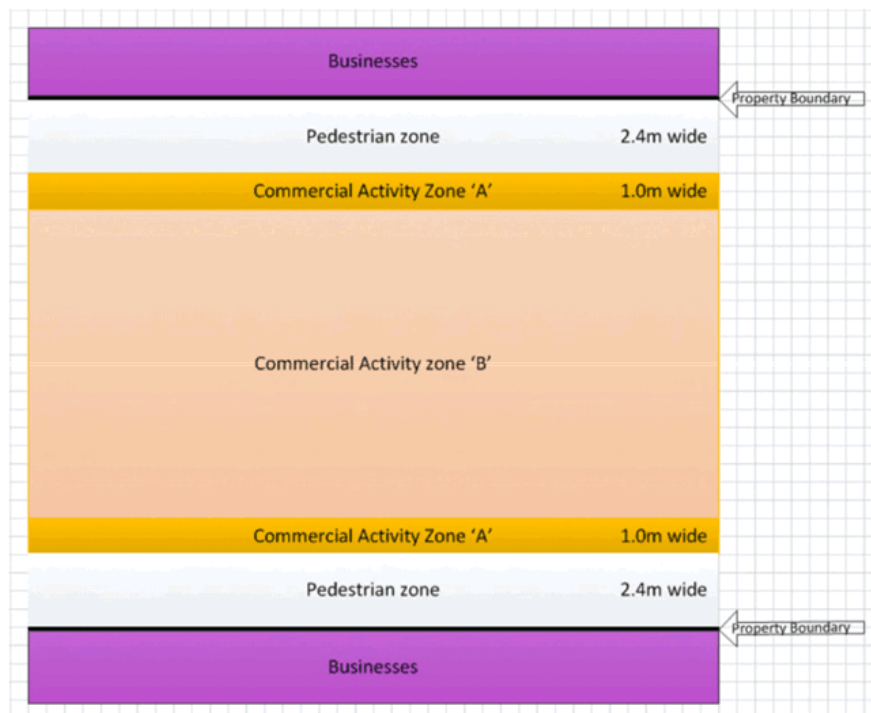 Businesses
Property Boundary
Pedestrian zone 2.4m wide
Commercial Activity Zone ‘A’ 1.0m wide
Commercial Activity zone ‘B’
Commercial Activity Zone ‘A’ 1.0m wide
Pedestrian zone 2.4m wide
Property Boundary
Businesses